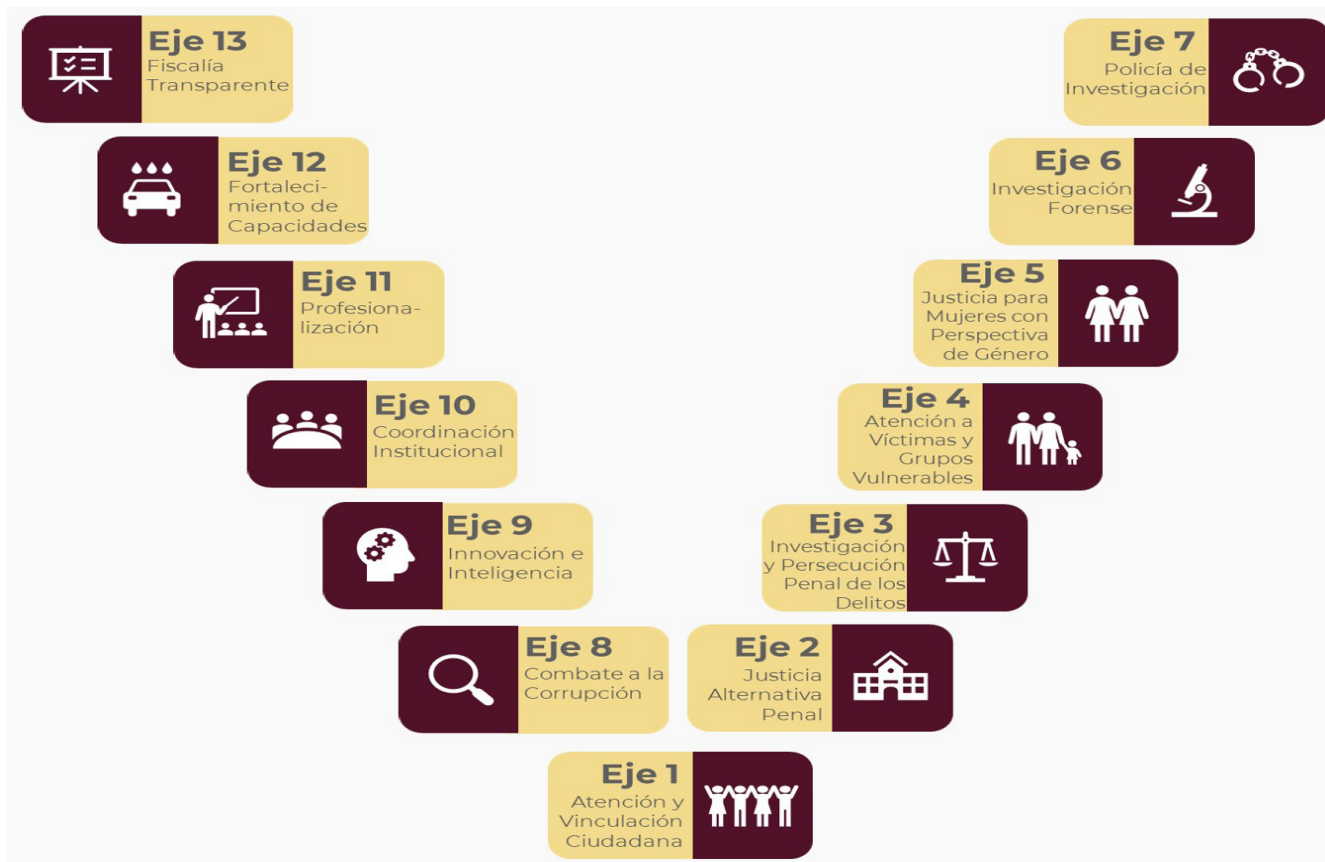 Eje 13
Fiscalía
Transparente
Eje 7
Policía de
Investigación
Eje 12
Fortaleci-
miento de
Capacidades
Eje 6
Investigación
Forense
Eje 11
Profesiona-
lización
Eje 5
Justicia para
Mujeres con
Perspectiva
de Género
Eje 10
Coordinación
Institucional
Eje 4
Atención a
Víctimas y
Grupos
Vulnerables
Eje 9
Innovación e
Inteligencia
Eje 3
Investigación
y Persecución
Penal de los
Delitos
Eje 8
Combate a la
Corrupción
Eje 2
Justicia
Alternativa
Penal
Eje 1
Atención y
Vinculación
Ciudadana